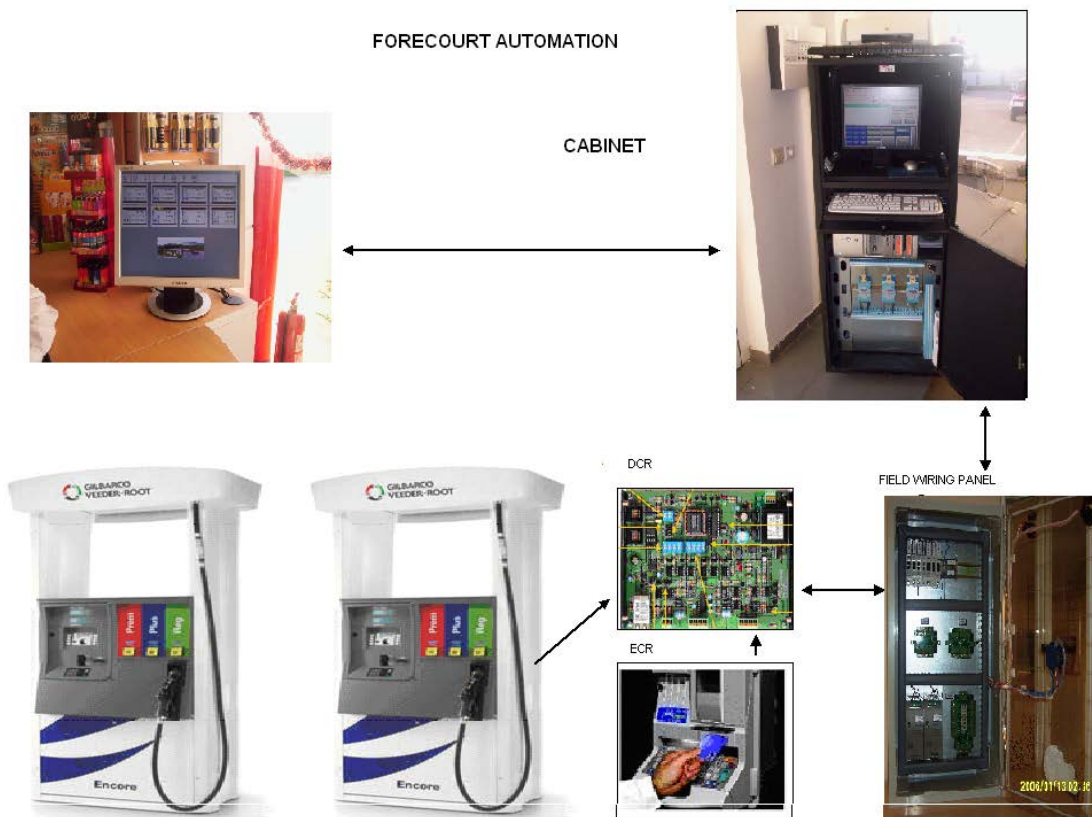 FORECOURT AUTOMATION
CABINET
DCR
FIELD WIRING PANEL
GILBARCO
VEEDER-ROOT
GILBARCO
VEEDER-ROOT
Prem
Plus
Reg
Prem
Plus
Reg
ECR
Encore
Encore